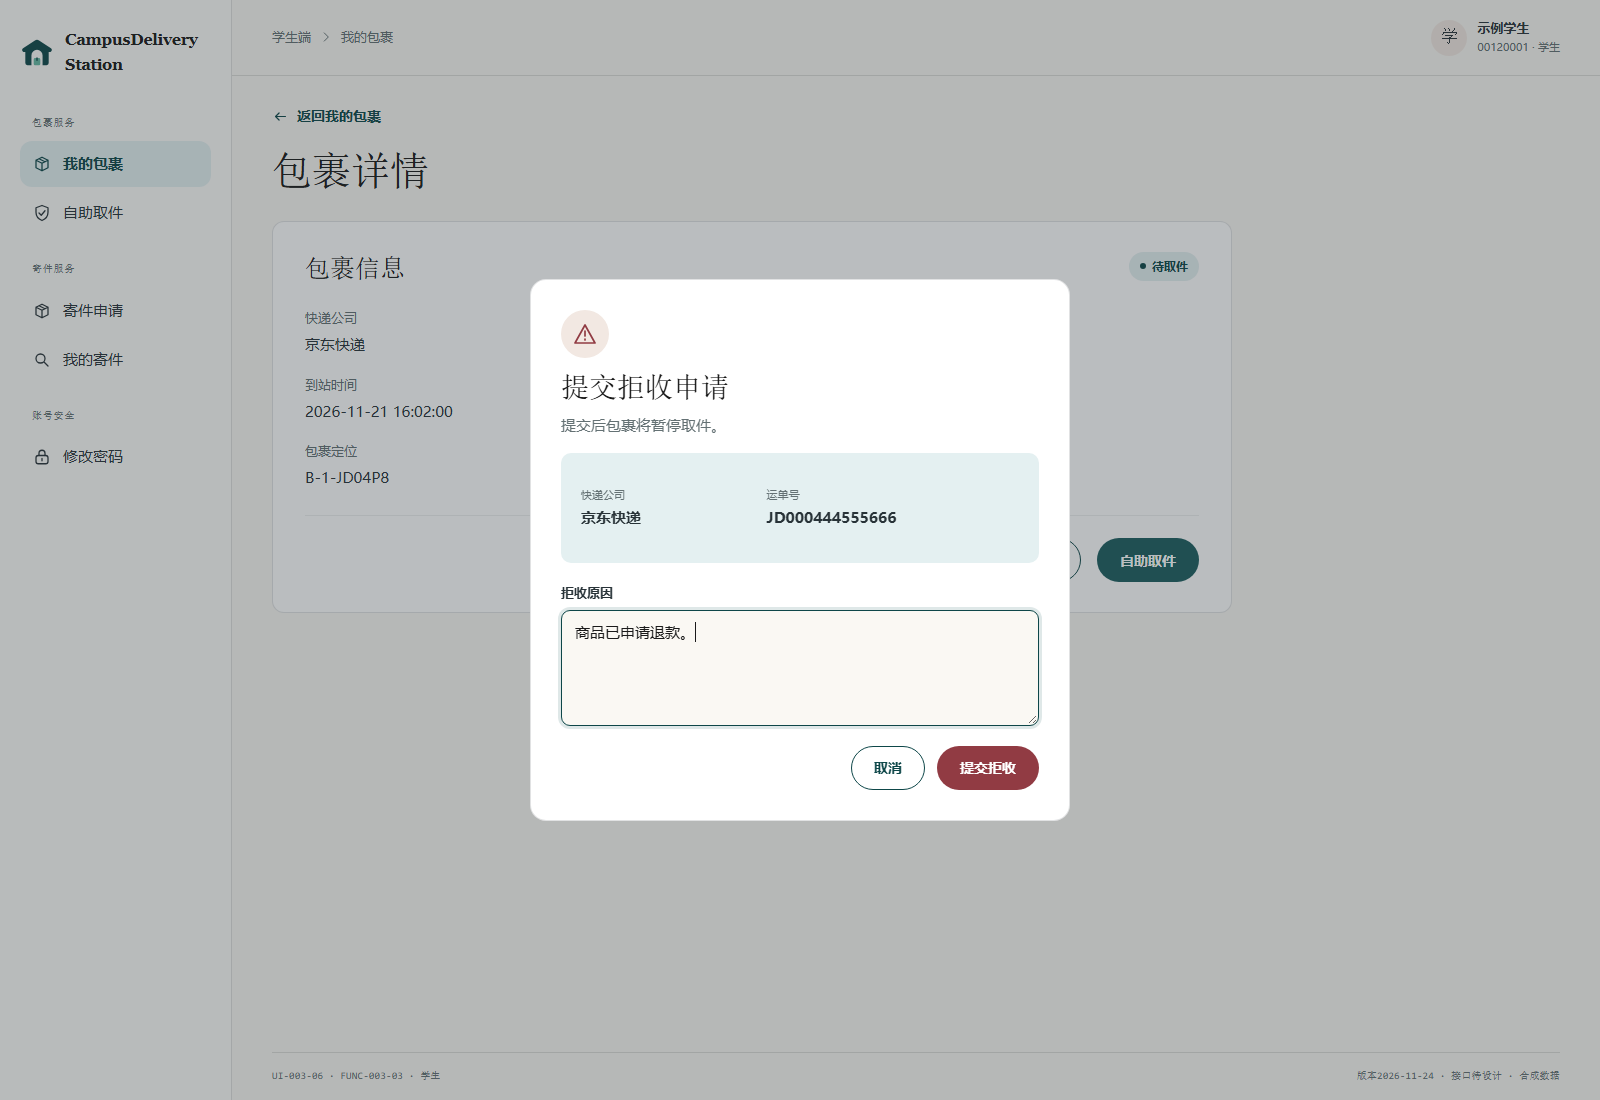 CampusDelivery
Station
包裹服务
我的包裹
自助取件
寄件服务
寄件申请
我的寄件
账号安全
修改密码
学生端 > 我的包裹
学
示例学生
00120001 · 学生
← 返回我的包裹
包裹详情
包裹信息
待取件
快递公司
京东快递
到站时间
2026-11-21 16:02:00
包裹定位
B-1-JD04P8
自助取件
提交拒收申请
提交后包裹将暂停取件。
快递公司 运单号
京东快递 JD000444555666
拒收原因
商品已申请退款。
取消 提交拒收
UI-003-06 · FUNC-003-03 · 学生
版本2026-11-24 · 接口待设计 · 合成数据